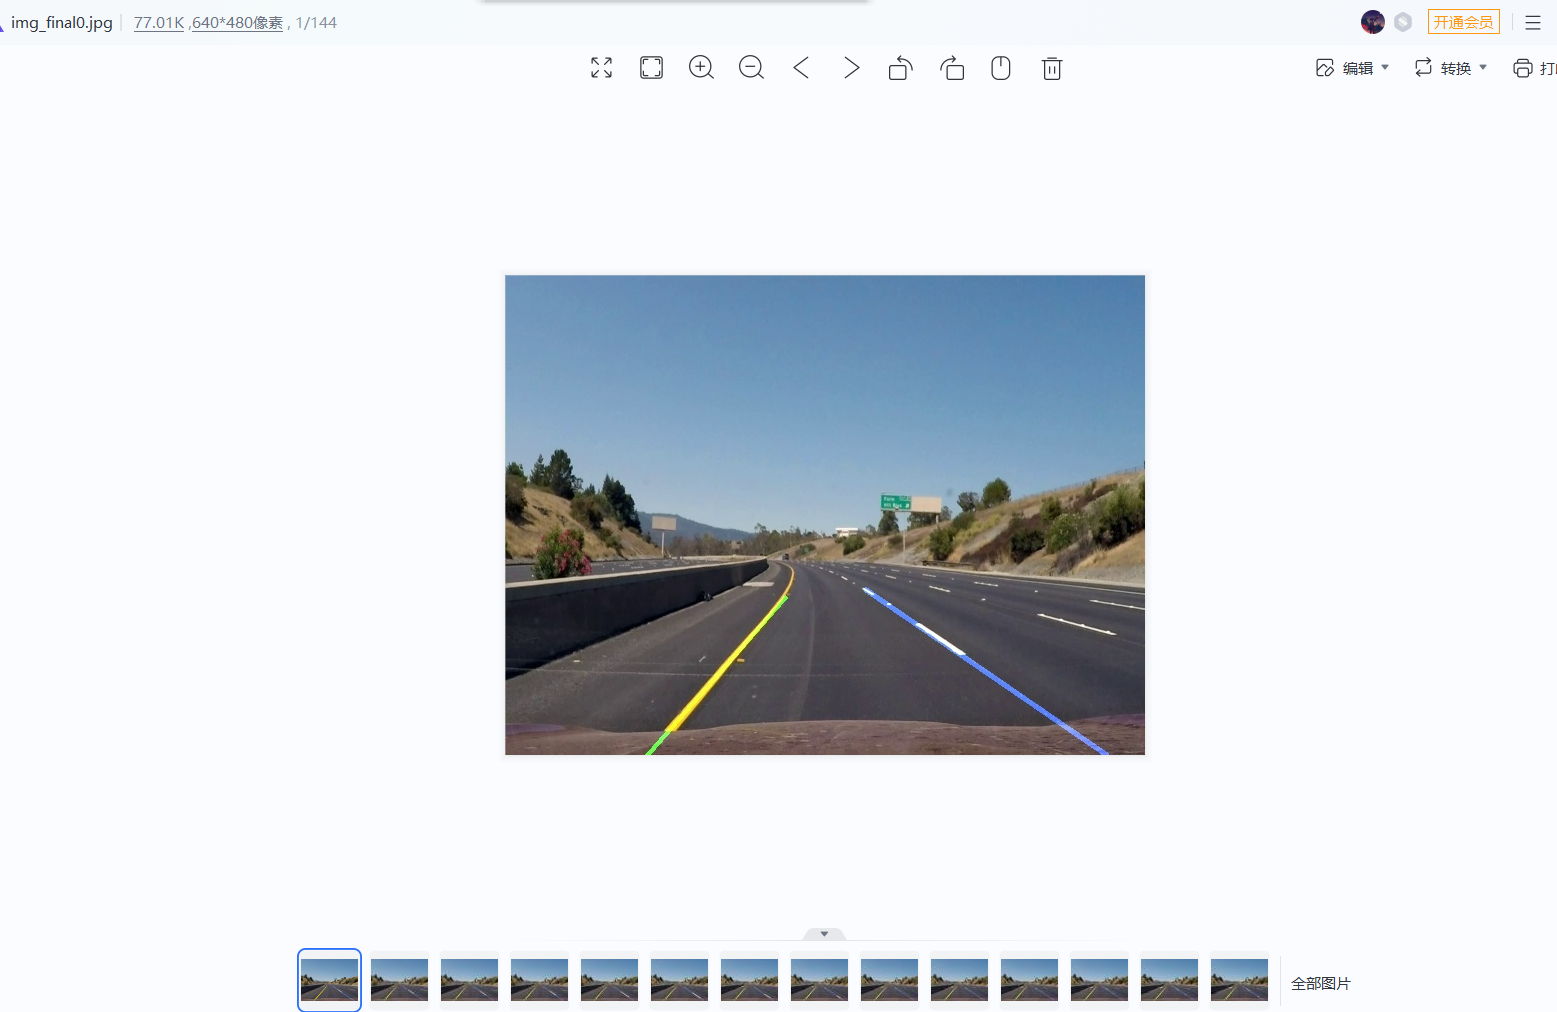 img_final0.jpg 77.01K ,640*480像素 , 1/144 开通会员
编辑 转换
全部图片